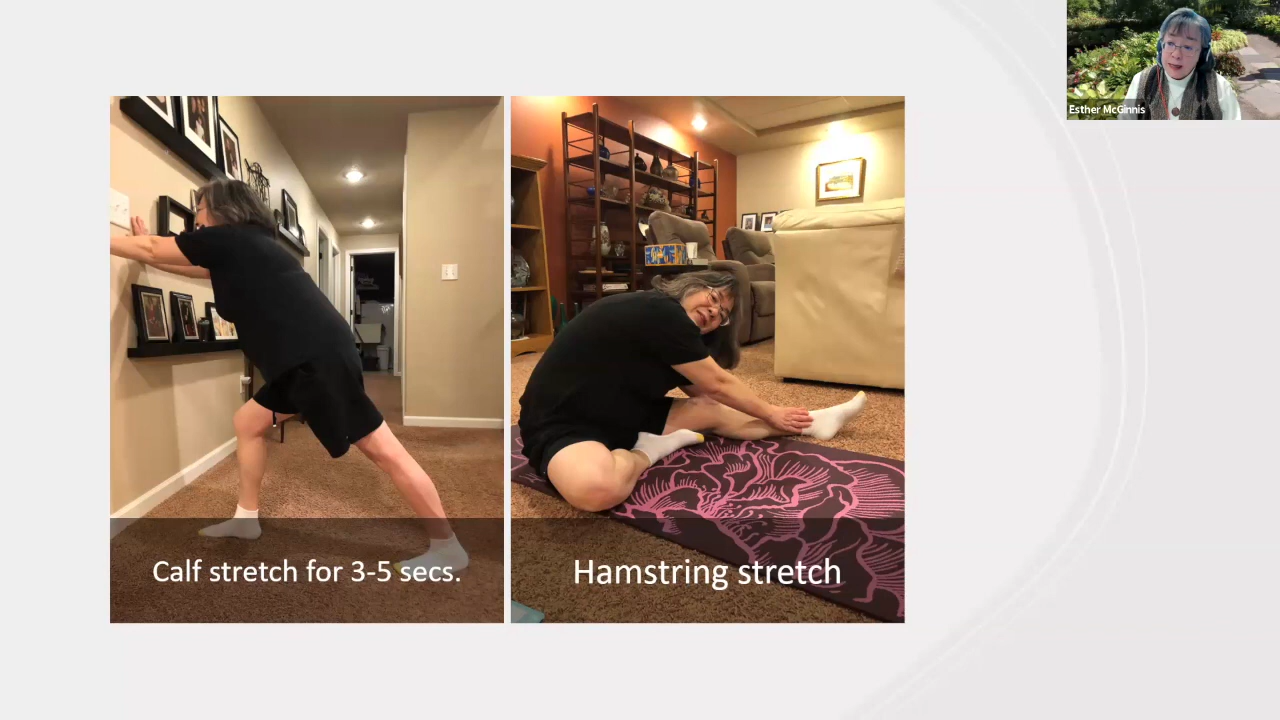 Esther McGinnis
Calf stretch for 3-5 secs.
Hamstring stretch